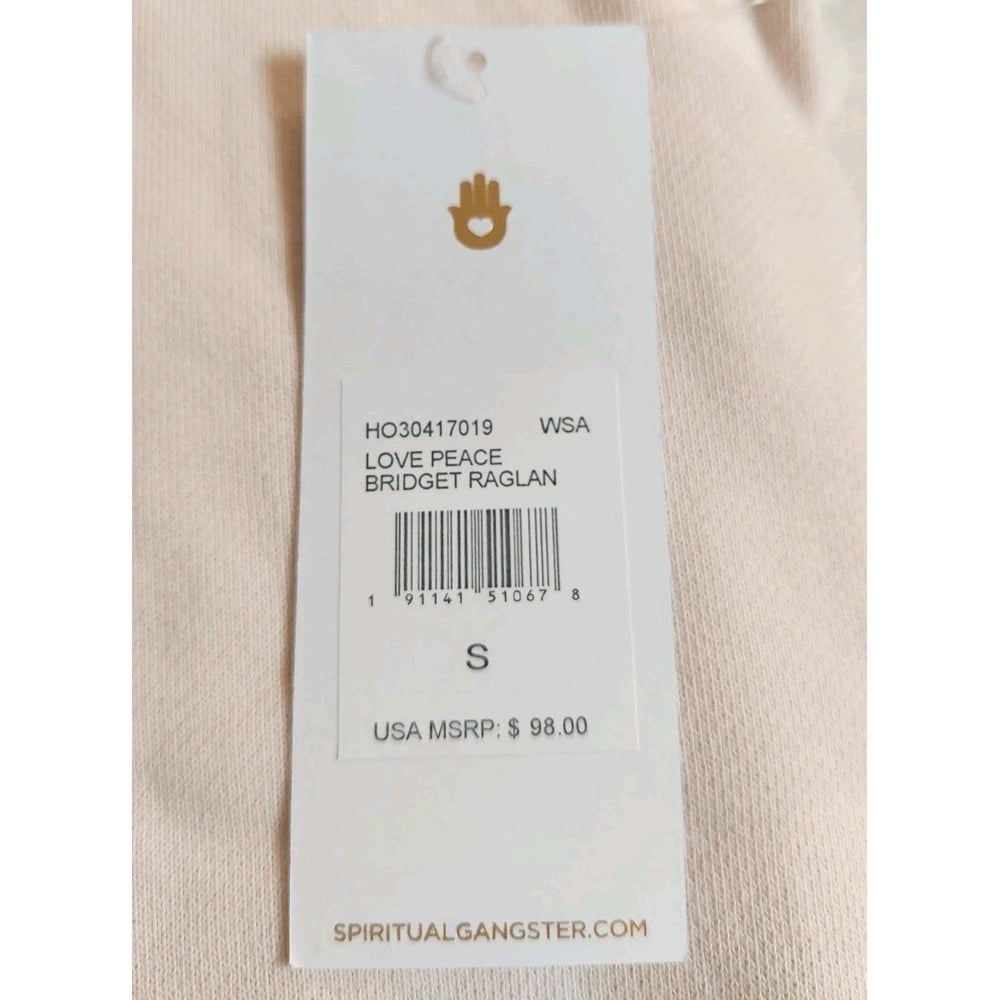 HO30417019 WSA
LOVE PEACE
BRIDGET RAGLAN
1 91141 51067 8
S
USA MSRP: $ 98.00
SPIRITUALGANGSTER.COM